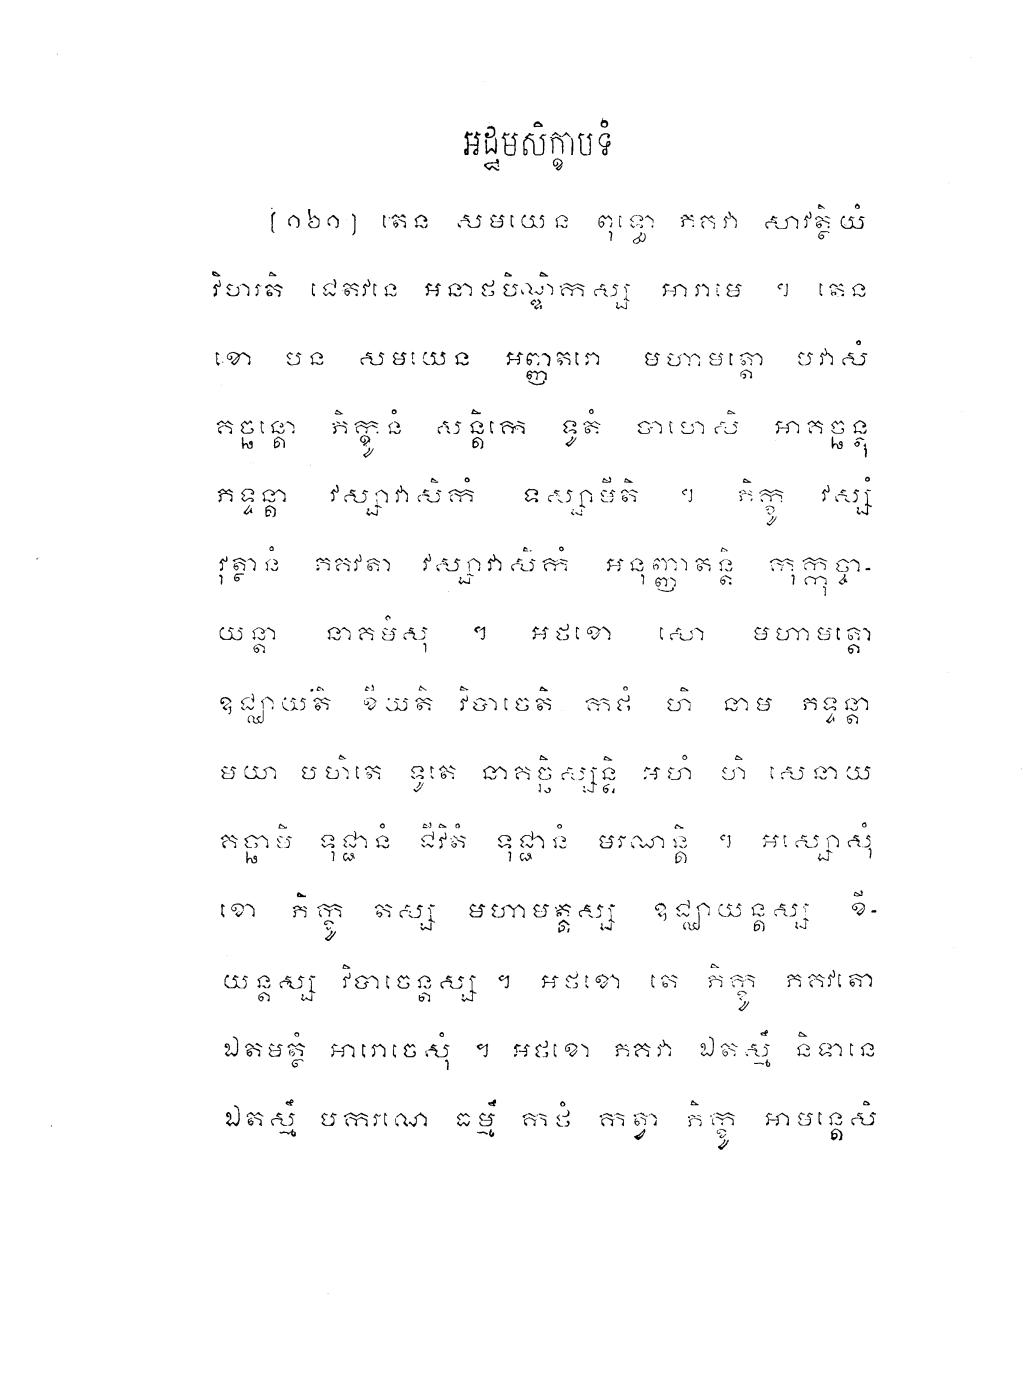 អដ្ឋមសិក្ខាបទំ
[១៦១] តេន សមយេន ពុទ្ធោ ភគវា សាវត្ថិយំ
វិហរតិ ជេតវនេ អនាថបិណ្ឌិកស្ស អារាមេ ។ តេន
ខោ បន សមយេន អញ្ញតរោ មហាមត្តោ បវាសំ
គច្ឆន្តោ ភិក្ខូនំ សន្តិកេ ទូតំ បាហេសិ អាគច្ឆន្តុ
ភទន្តា វស្សាវាសិកំ ទស្សាមីតិ ។ ភិក្ខូ វស្សំ
វុត្ថានំ ភគវតា វស្សាវាសិកំ អនុញ្ញាតន្តិ កុក្កុច្ចា-
យន្តា នាគមំសុ ។ អថខោ សោ មហាមត្តោ
ឧជ្ឈាយតិ ខីយតិ វិបាចេតិ កថំ ហិ នាម ភទន្តា
មយា បហិតេ ទូតេ នាគច្ឆិស្សន្តិ អហំ ហិ សេនាយ
គច្ឆាមិ ទុជ្ជានំ ជីវិតំ ទុជ្ជានំ មរណន្តិ ។ អស្សោសុំ
ខោ ភិក្ខូ តស្ស មហាមត្តស្ស ឧជ្ឈាយន្តស្ស ខី-
យន្តស្ស វិបាចេន្តស្ស ។ អថខោ តេ ភិក្ខូ ភគវតោ
ឯតមត្ថំ អារោចេសុំ ។ អថខោ ភគវា ឯតស្មឹ និទានេ
ឯតស្មឹ បករណេ ធម្មឹ កថំ កត្វា ភិក្ខូ អាមន្តេសិ